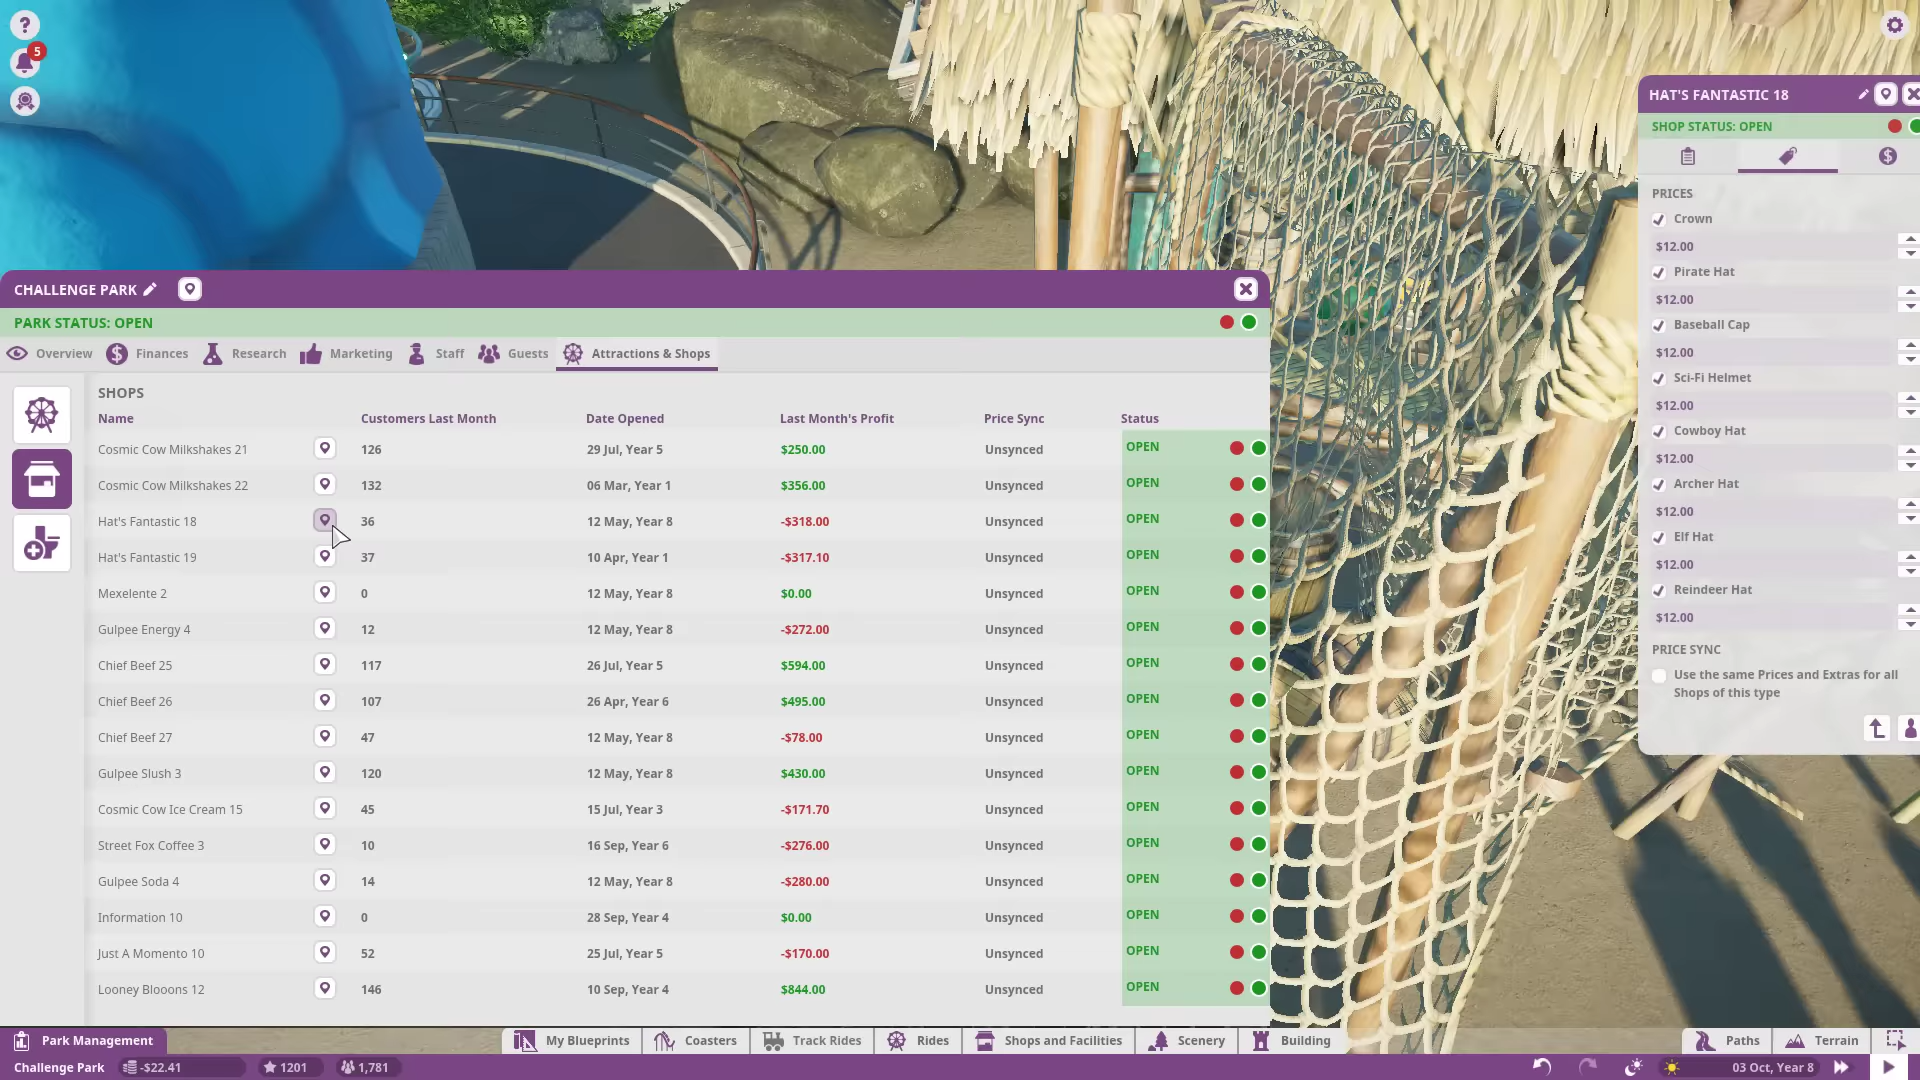 5
HAT'S FANTASTIC 18
SHOP STATUS: OPEN
PRICES
Crown
$12.00
Pirate Hat
$12.00
Baseball Cap
$12.00
Sci-Fi Helmet
$12.00
Cowboy Hat
$12.00
Archer Hat
$12.00
Elf Hat
$12.00
Reindeer Hat
$12.00
PRICE SYNC
Use the same Prices and Extras for all
Shops of this type
CHALLENGE PARK
PARK STATUS: OPEN
Overview Finances Research Marketing Staff Guests Attractions & Shops
SHOPS
Name Customers Last Month Date Opened Last Month's Profit Price Sync Status
Cosmic Cow Milkshakes 21 126 29 Jul, Year 5 $250.00 Unsynced OPEN
Cosmic Cow Milkshakes 22 132 06 Mar, Year 1 $356.00 Unsynced OPEN
Hat's Fantastic 18 36 12 May, Year 8 -$318.00 Unsynced OPEN
Hat's Fantastic 19 37 10 Apr, Year 1 -$317.10 Unsynced OPEN
Mexelente 2 0 12 May, Year 8 $0.00 Unsynced OPEN
Gulpee Energy 4 12 12 May, Year 8 -$272.00 Unsynced OPEN
Chief Beef 25 117 26 Jul, Year 5 $594.00 Unsynced OPEN
Chief Beef 26 107 26 Apr, Year 6 $495.00 Unsynced OPEN
Chief Beef 27 47 12 May, Year 8 -$78.00 Unsynced OPEN
Gulpee Slush 3 120 12 May, Year 8 $430.00 Unsynced OPEN
Cosmic Cow Ice Cream 15 45 15 Jul, Year 3 -$171.70 Unsynced OPEN
Street Fox Coffee 3 10 16 Sep, Year 6 -$276.00 Unsynced OPEN
Gulpee Soda 4 14 12 May, Year 8 -$280.00 Unsynced OPEN
Information 10 0 28 Sep, Year 4 $0.00 Unsynced OPEN
Just A Momento 10 52 25 Jul, Year 5 -$170.00 Unsynced OPEN
Looney Blooons 12 146 10 Sep, Year 4 $844.00 Unsynced OPEN
Park Management My Blueprints Coasters Track Rides Rides Shops and Facilities Scenery Building Paths Terrain
Challenge Park -$22.41 1201 1,781 03 Oct, Year 8